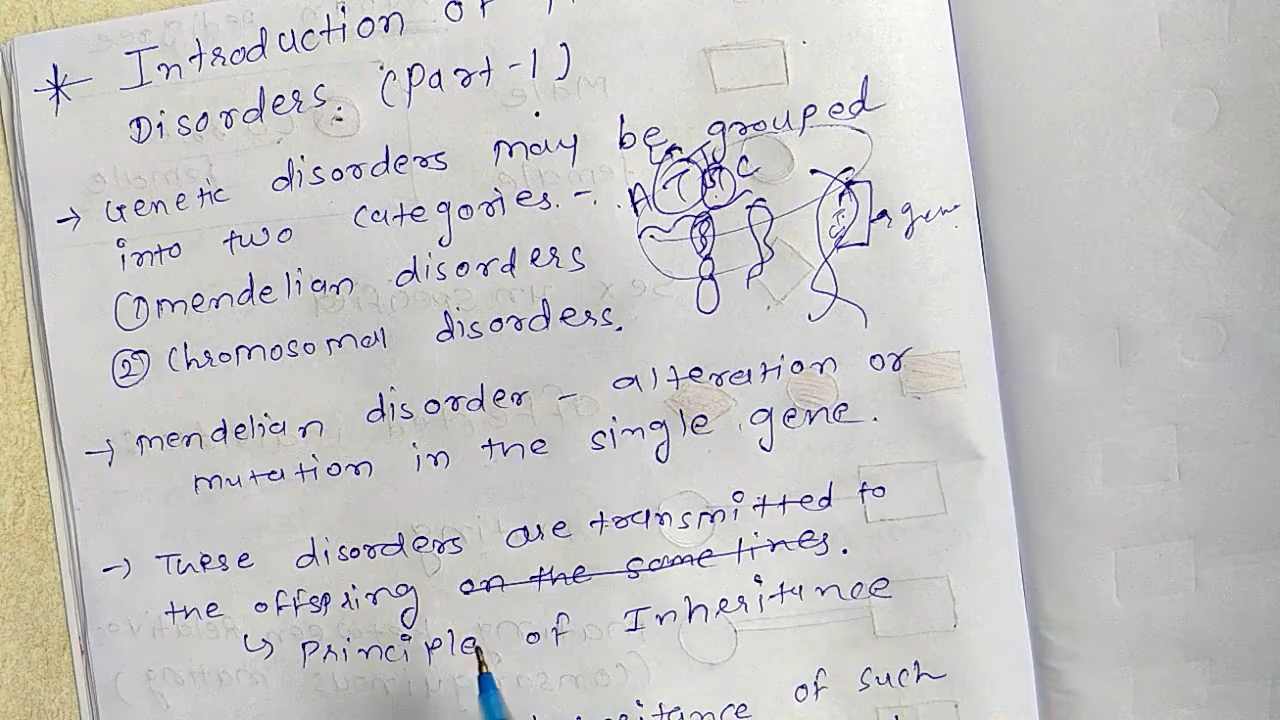 * Introduction of
Disorders. (Part-1)
→ Genetic disorders may be grouped
into two categories. -
① mendelian disorders
② Chromosomal disorders.
A T C
gen
→ mendelian disorder - alteration or
mutation in the single gene.
→ These disorders are transmitted to
the offspring on the same lines.
↳ Principle of Inheritance
of such